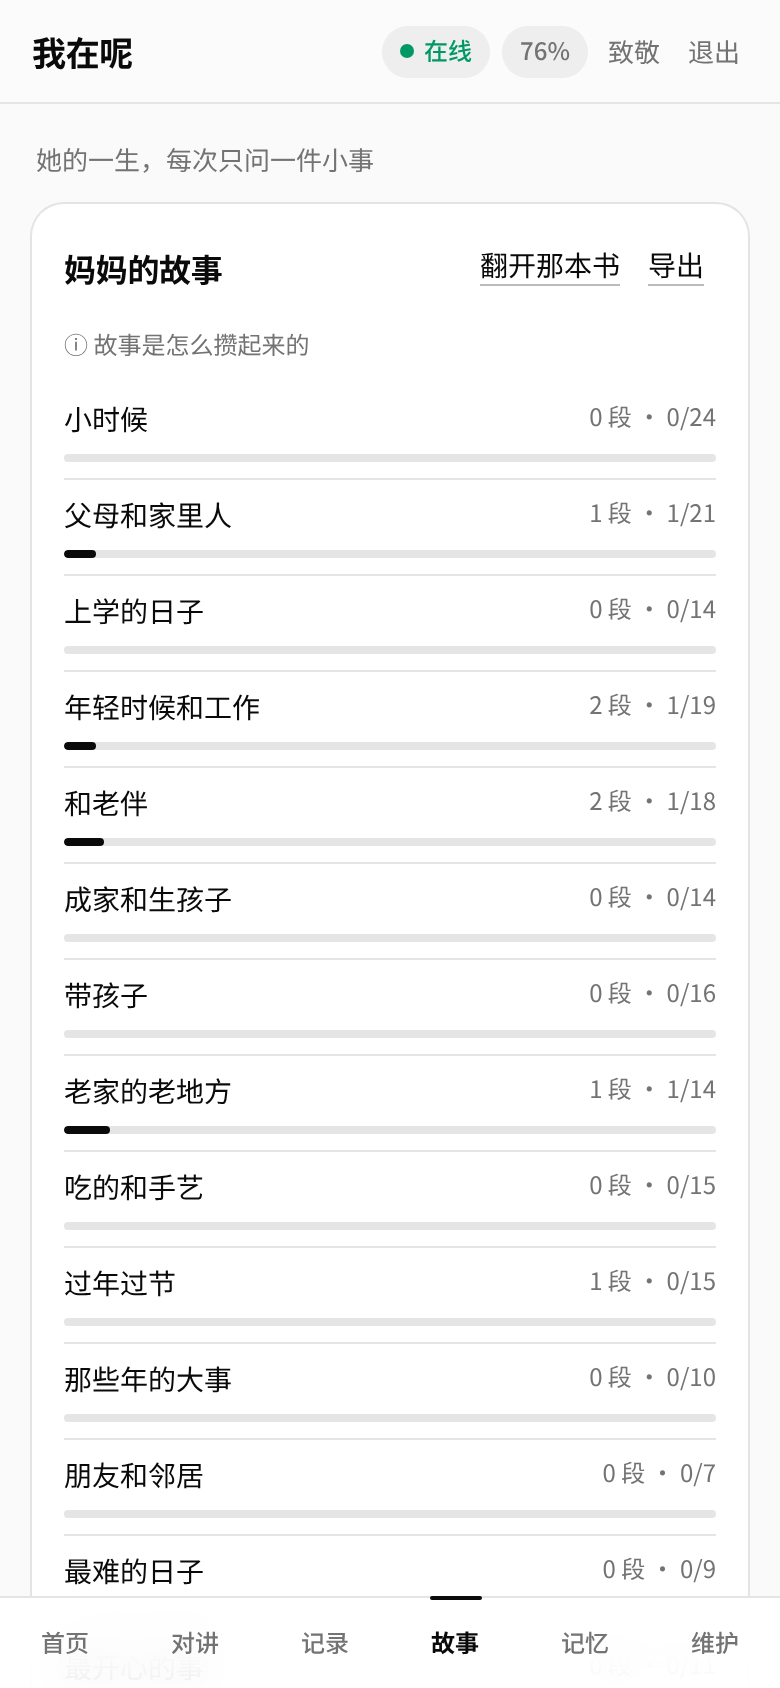 我在呢
在线
76%
致敬
退出
她的一生，每次只问一件小事
妈妈的故事
翻开那本书
导出
ⓘ 故事是怎么攒起来的
小时候
0 段 · 0/24
父母和家里人
1 段 · 1/21
上学的日子
0 段 · 0/14
年轻时候和工作
2 段 · 1/19
和老伴
2 段 · 1/18
成家和生孩子
0 段 · 0/14
带孩子
0 段 · 0/16
老家的老地方
1 段 · 1/14
吃的和手艺
0 段 · 0/15
过年过节
1 段 · 0/15
那些年的大事
0 段 · 0/10
朋友和邻居
0 段 · 0/7
最难的日子
0 段 · 0/9
首页
对讲
记录
故事
记忆
维护
最开心的事